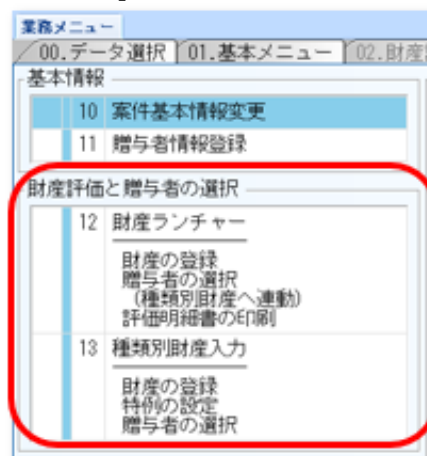 業務メニュー
00.データ選択 01.基本メニュー 02.財産
基本情報
10 案件基本情報変更
11 贈与者情報登録
財産評価と贈与者の選択
12 財産ランチャー
財産の登録
贈与者の選択
(種類別財産へ連動)
評価明細書の印刷
13 種類別財産入力
財産の登録
特例の設定
贈与者の選択